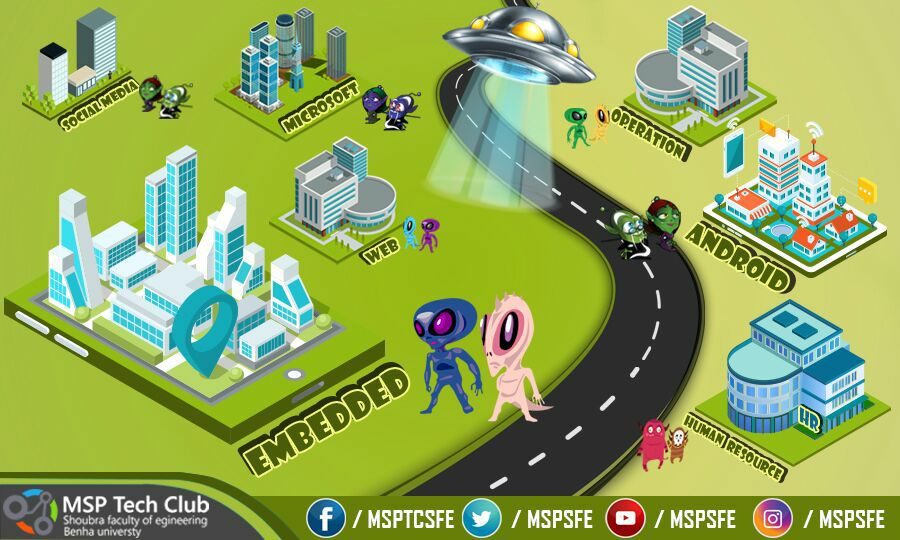 SOCIAL MEDIA
MICROSOFT
OPERATION
WEB
ANDROID
EMBEDDED
HR
HUMAN RESOURCE
MSP Tech Club
Shoubra faculty of egineering
Benha universty
/ MSPTCSFE
/ MSPSFE
/ MSPSFE
/ MSPSFE